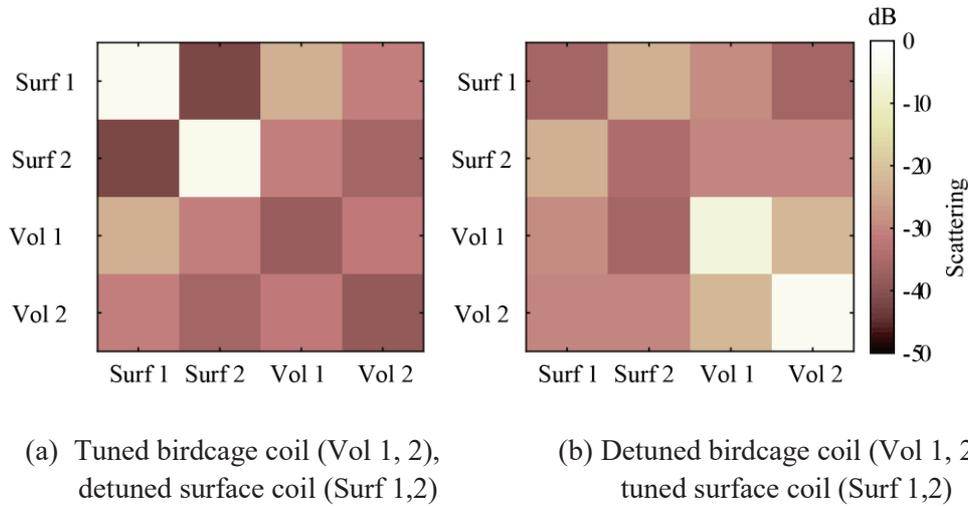 dB
Surf 1
Surf 2
Vol 1
Vol 2
Surf 1 Surf 2 Vol 1 Vol 2
Surf 1
Surf 2
Vol 1
Vol 2
Surf 1 Surf 2 Vol 1 Vol 2
0
-10
-20
-30
-40
-50
Scattering
(a) Tuned birdcage coil (Vol 1, 2),
detuned surface coil (Surf 1,2)
(b) Detuned birdcage coil (Vol 1, 2
tuned surface coil (Surf 1,2)